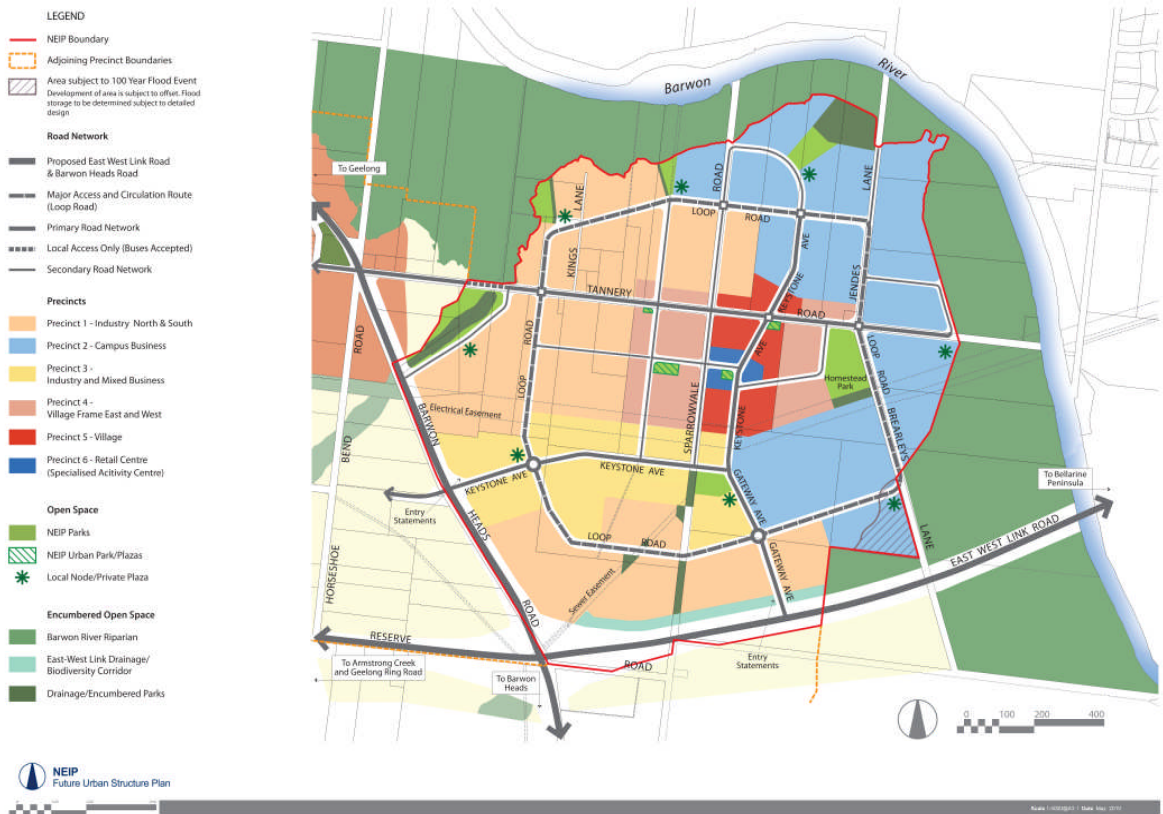 LEGEND
NEIP Boundary
Adjoining Precinct Boundaries
Area subject to 100 Year Flood Event
Development of area is subject to offset. Flood
storage to be determined subject to detailed
design
Road Network
Proposed East West Link Road
& Barwon Heads Road
Major Access and Circulation Route
(Loop Road)
Primary Road Network
Local Access Only (Buses Accepted)
Secondary Road Network
Precincts
Precinct 1 - Industry North & South
Precinct 2 - Campus Business
Precinct 3 -
Industry and Mixed Business
Precinct 4 -
Village Frame East and West
Precinct 5 - Village
Precinct 6 - Retail Centre
(Specialised Acitivity Centre)
Open Space
NEIP Parks
NEIP Urban Park/Plazas
Local Node/Private Plaza
Encumbered Open Space
Barwon River Riparian
East-West Link Drainage/
Biodiversity Corridor
Drainage/Encumbered Parks
NEIP
Future Urban Structure Plan
Barwon
River
To Geelong
ROAD
LANE
LANE
LOOP
ROAD
KINGS
AVE
KEYSTONE
JENDES
TANNERY
ROAD
ROAD
ROAD
AVE
LOOP
LOOP
ROAD
Homestead
Park
Electrical Easement
BARWON
SPARROWVALE
KEYSTONE
BREARLEYS
BEND
KEYSTONE AVE
KEYSTONE AVE
GATEWAY AVE
To Bellarine
Peninsula
Entry
Statements
HEADS
LOOP
ROAD
LANE
EAST WEST LINK ROAD
HORSESHOE
Sewer Easement
GATEWAY AVE
ROAD
RESERVE
ROAD
Entry
Statements
To Armstrong Creek
and Geelong Ring Road
To Barwon
Heads
0 100 200 400